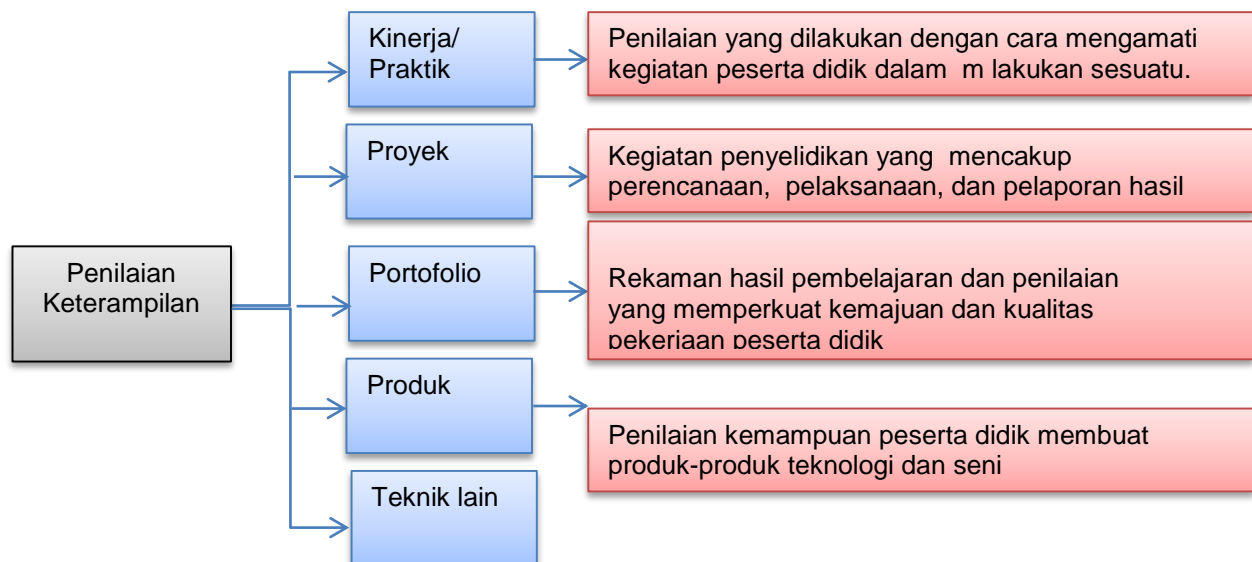 Penilaian
Keterampilan
Kinerja/
Praktik
Penilaian yang dilakukan dengan cara mengamati
kegiatan peserta didik dalam m lakukan sesuatu.
Proyek
Kegiatan penyelidikan yang mencakup
perencanaan, pelaksanaan, dan pelaporan hasil
Portofolio
Rekaman hasil pembelajaran dan penilaian
yang memperkuat kemajuan dan kualitas
pekerjaan peserta didik
Produk
Penilaian kemampuan peserta didik membuat
produk-produk teknologi dan seni
Teknik lain